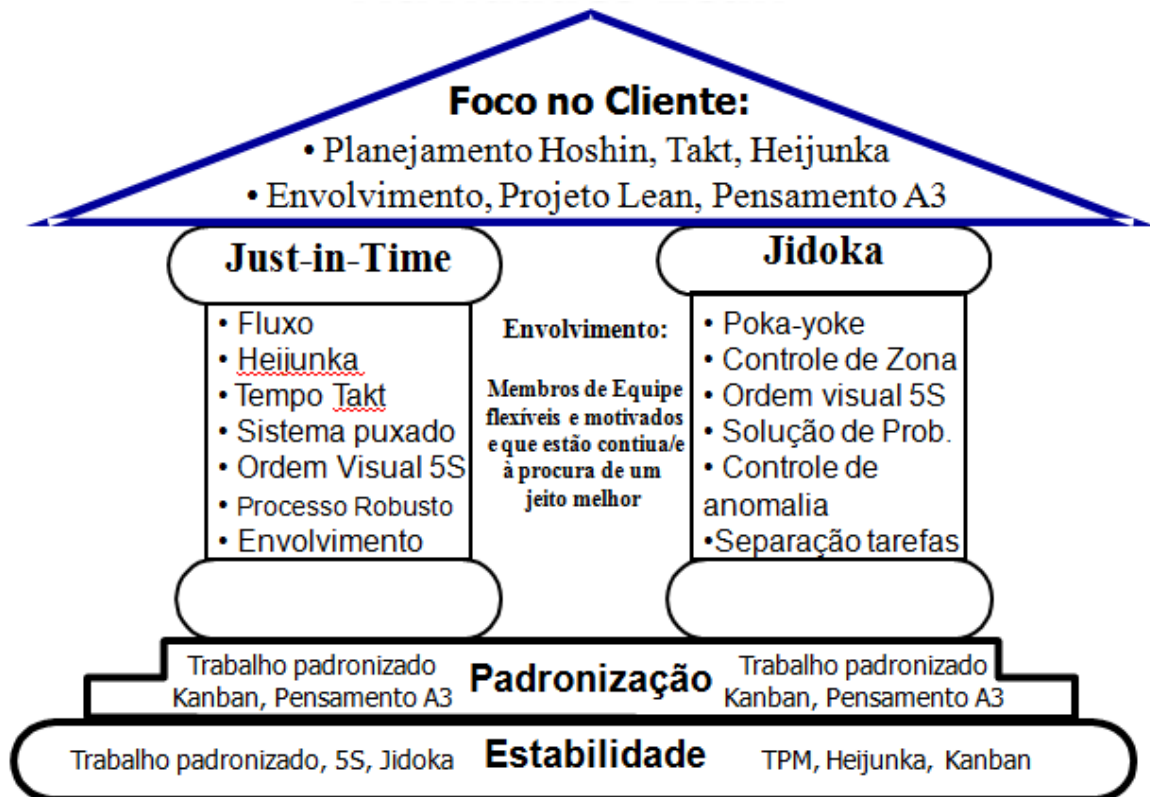 Foco no Cliente:
• Planejamento Hoshin, Takt, Heijunka
• Envolvimento, Projeto Lean, Pensamento A3
Just-in-Time
• Fluxo
• Heijunka
• Tempo Takt
• Sistema puxado
• Ordem Visual 5S
• Processo Robusto
• Envolvimento
Envolvimento:
Membros de Equipe
flexíveis e motivados
e que estão contiua/e
à procura de um
jeito melhor
Jidoka
• Poka-yoke
• Controle de Zona
• Ordem visual 5S
• Solução de Prob.
• Controle de
anomalia
•Separação tarefas
Trabalho padronizado
Kanban, Pensamento A3
Padronização
Trabalho padronizado
Kanban, Pensamento A3
Trabalho padronizado, 5S, Jidoka
Estabilidade
TPM, Heijunka, Kanban